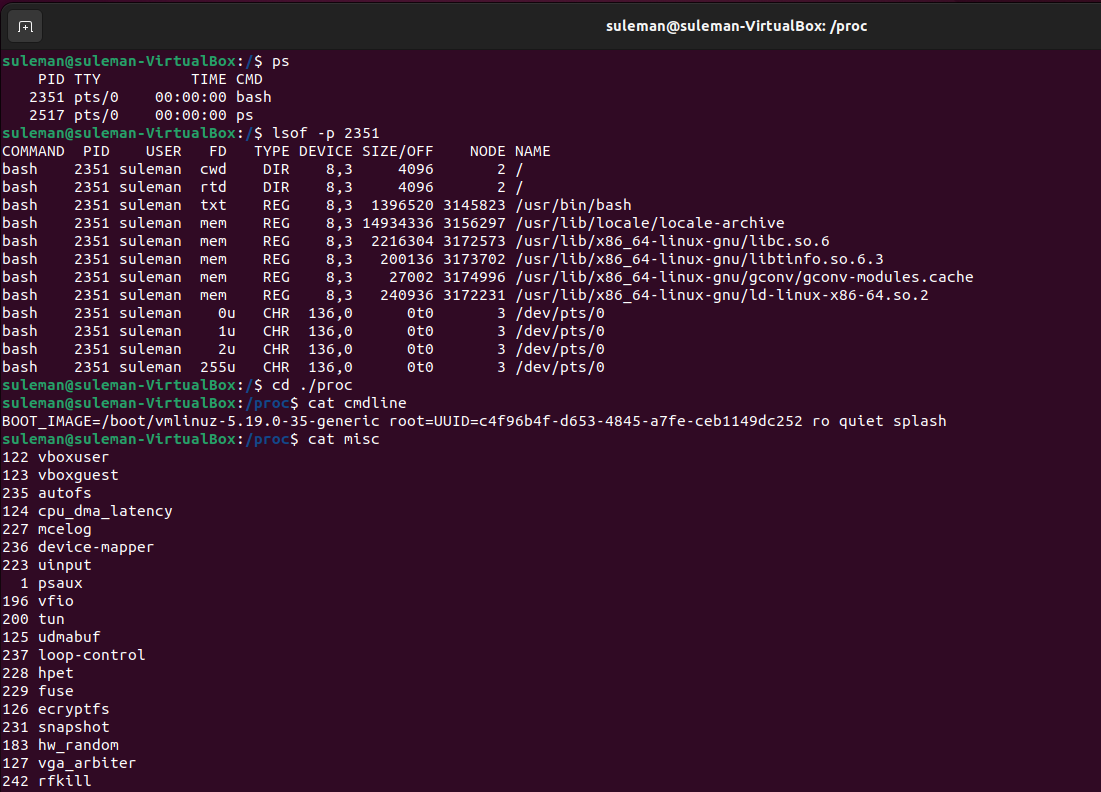 suleman@suleman-VirtualBox: /proc
suleman@suleman-VirtualBox:/$ ps
    PID TTY          TIME CMD
   2351 pts/0    00:00:00 bash
   2517 pts/0    00:00:00 ps
suleman@suleman-VirtualBox:/$ lsof -p 2351
COMMAND  PID    USER   FD   TYPE DEVICE SIZE/OFF    NODE NAME
bash    2351 suleman  cwd    DIR    8,3     4096       2 /
bash    2351 suleman  rtd    DIR    8,3     4096       2 /
bash    2351 suleman  txt    REG    8,3  1396520 3145823 /usr/bin/bash
bash    2351 suleman  mem    REG    8,3 14934336 3156297 /usr/lib/locale/locale-archive
bash    2351 suleman  mem    REG    8,3  2216304 3172573 /usr/lib/x86_64-linux-gnu/libc.so.6
bash    2351 suleman  mem    REG    8,3   200136 3173702 /usr/lib/x86_64-linux-gnu/libtinfo.so.6.3
bash    2351 suleman  mem    REG    8,3    27002 3174996 /usr/lib/x86_64-linux-gnu/gconv/gconv-modules.cache
bash    2351 suleman  mem    REG    8,3   240936 3172231 /usr/lib/x86_64-linux-gnu/ld-linux-x86-64.so.2
bash    2351 suleman    0u   CHR  136,0      0t0       3 /dev/pts/0
bash    2351 suleman    1u   CHR  136,0      0t0       3 /dev/pts/0
bash    2351 suleman    2u   CHR  136,0      0t0       3 /dev/pts/0
bash    2351 suleman  255u   CHR  136,0      0t0       3 /dev/pts/0
suleman@suleman-VirtualBox:/$ cd ./proc
suleman@suleman-VirtualBox:/proc$ cat cmdline
BOOT_IMAGE=/boot/vmlinuz-5.19.0-35-generic root=UUID=c4f96b4f-d653-4845-a7fe-ceb1149dc252 ro quiet splash
suleman@suleman-VirtualBox:/proc$ cat misc
122 vboxuser
123 vboxguest
235 autofs
124 cpu_dma_latency
227 mcelog
236 device-mapper
223 uinput
  1 psaux
196 vfio
200 tun
125 udmabuf
237 loop-control
228 hpet
229 fuse
126 ecryptfs
231 snapshot
183 hw_random
127 vga_arbiter
242 rfkill